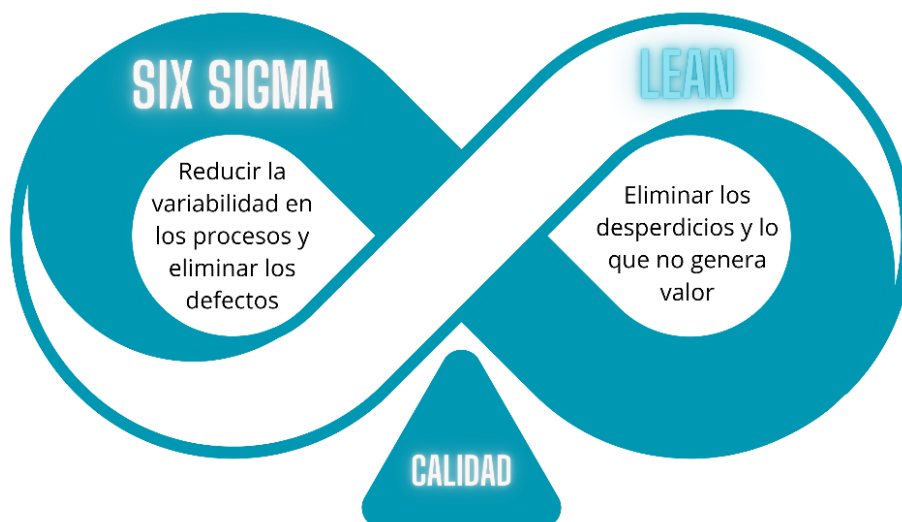 SIX SIGMA
Reducir la
variabilidad en
los procesos y
eliminar los
defectos
LEAN
Eliminar los
desperdicios y lo
que no genera
valor
CALIDAD